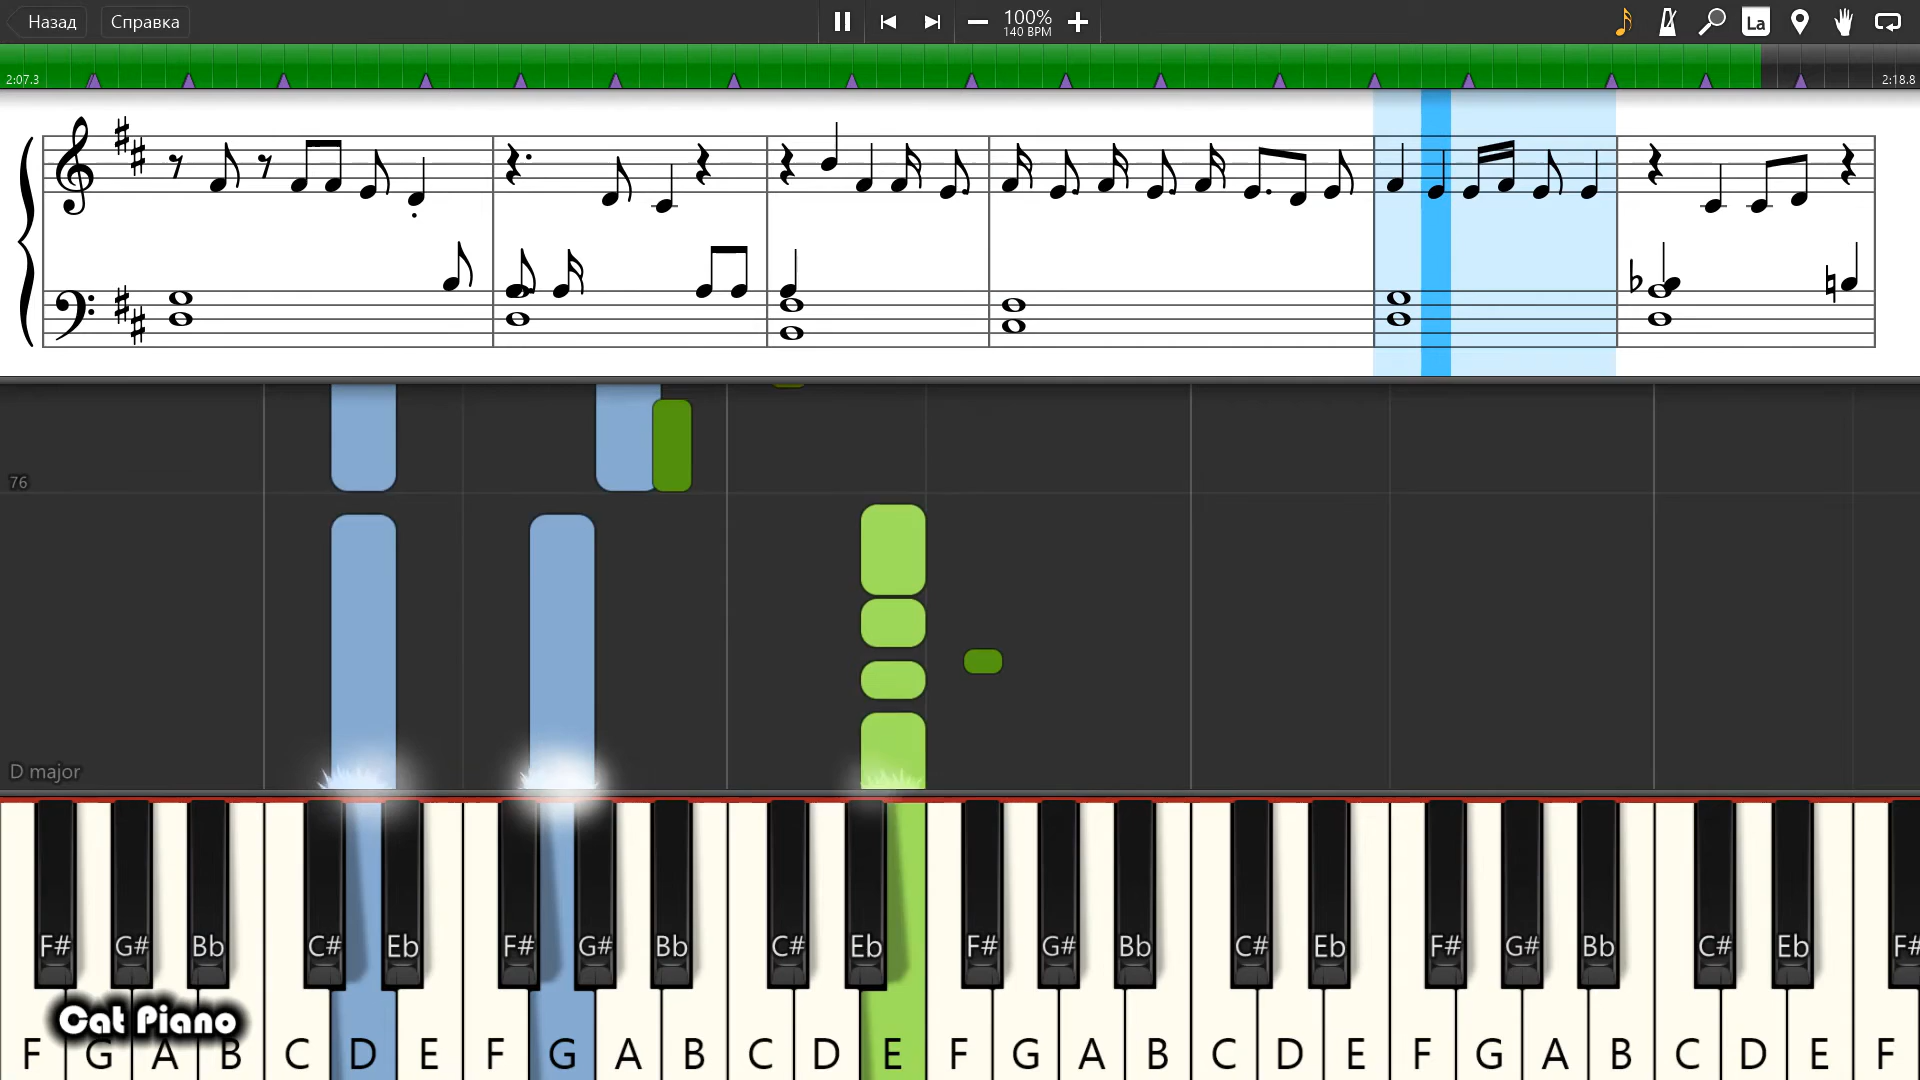 Назад
Справка
100%
140 BPM
La
2:07.3
2:18.8
76
D major
F# G# Bb C# Eb F# G# Bb C# Eb F# G# Bb C# Eb F# G# Bb C# Eb F#
Cat Piano
F G A B C D E F G A B C D E F G A B C D E F G A B C D E F